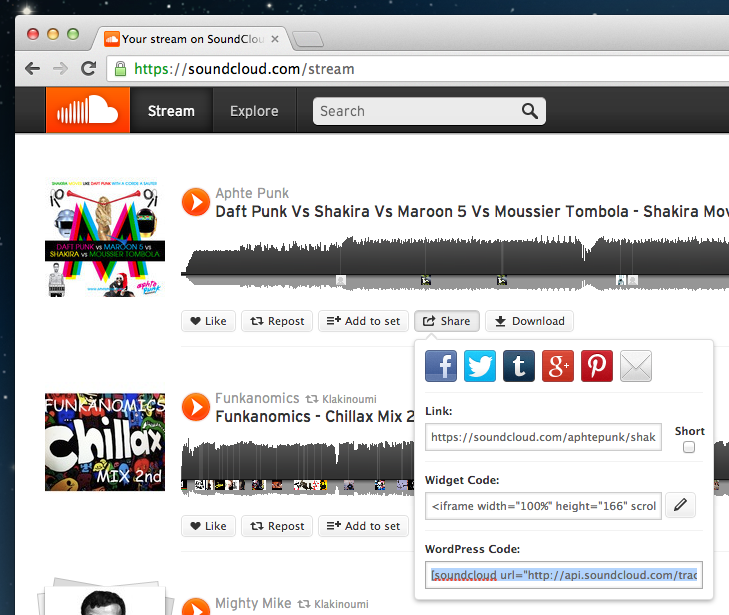 Your stream on SoundClou
https://soundcloud.com/stream
Stream
Explore
Search
SHAKIRA LIKE DAFT PUNK WITH A CORDE A SAUTER
DAFT PUNK vs MAROON 5 vs
SHAKIRA vs MOUSSIER TOMBOLA
aphte punk
Aphte Punk
Daft Punk Vs Shakira Vs Maroon 5 Vs Moussier Tombola - Shakira Mov
Like
Repost
Add to set
Share
Download
f
t
g+
Link:
https://soundcloud.com/aphtepunk/shak
Short
Widget Code:
<iframe width="100%" height="166" scrol
WordPress Code:
[soundcloud url="http://api.soundcloud.com/trac
FUNKANOMICS
Chillax
MIX 2nd
Funkanomics Klakinoumi
Funkanomics - Chillax Mix 2
Like
Repost
Add to set
Mighty Mike Klakinoumi